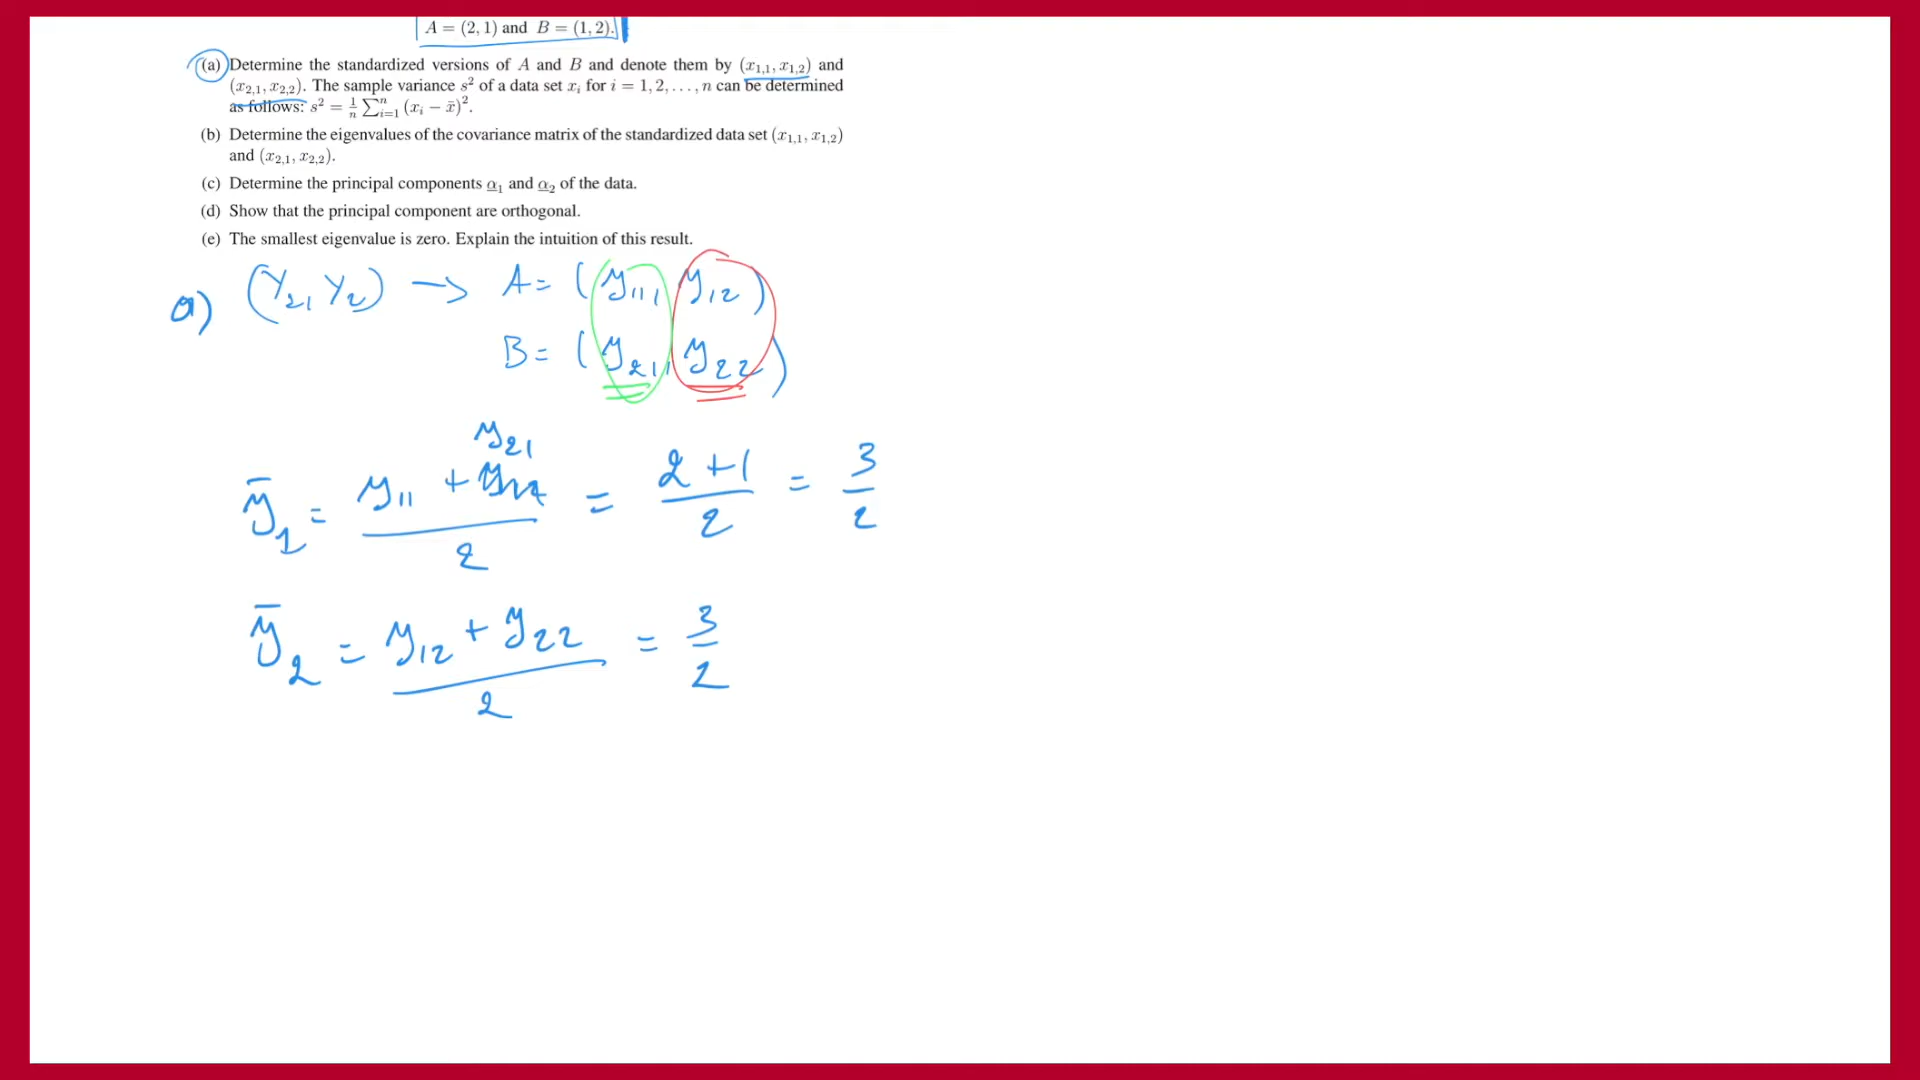 A = (2, 1) and B = (1, 2).
(a) Determine the standardized versions of A and B and denote them by (x₁,₁, x₁,₂) and
(x₂,₁, x₂,₂). The sample variance s² of a data set xᵢ for i = 1, 2, . . . , n can be determined
as follows: s² = 1/n ∑ⁿᵢ₌₁ (xᵢ − x̄)².
(b) Determine the eigenvalues of the covariance matrix of the standardized data set (x₁,₁, x₁,₂)
and (x₂,₁, x₂,₂).
(c) Determine the principal components α₁ and α₂ of the data.
(d) Show that the principal component are orthogonal.
(e) The smallest eigenvalue is zero. Explain the intuition of this result.
a) (Y₂, Y₂) → A = (y₁₁, y₁₂)
B = (y₂₁, y₂₂)
y₂₁
ȳ₁ = (y₁₁ + )/2 = (2 + 1)/2 = 3/2
ȳ₂ = (y₁₂ + y₂₂)/2 = 3/2